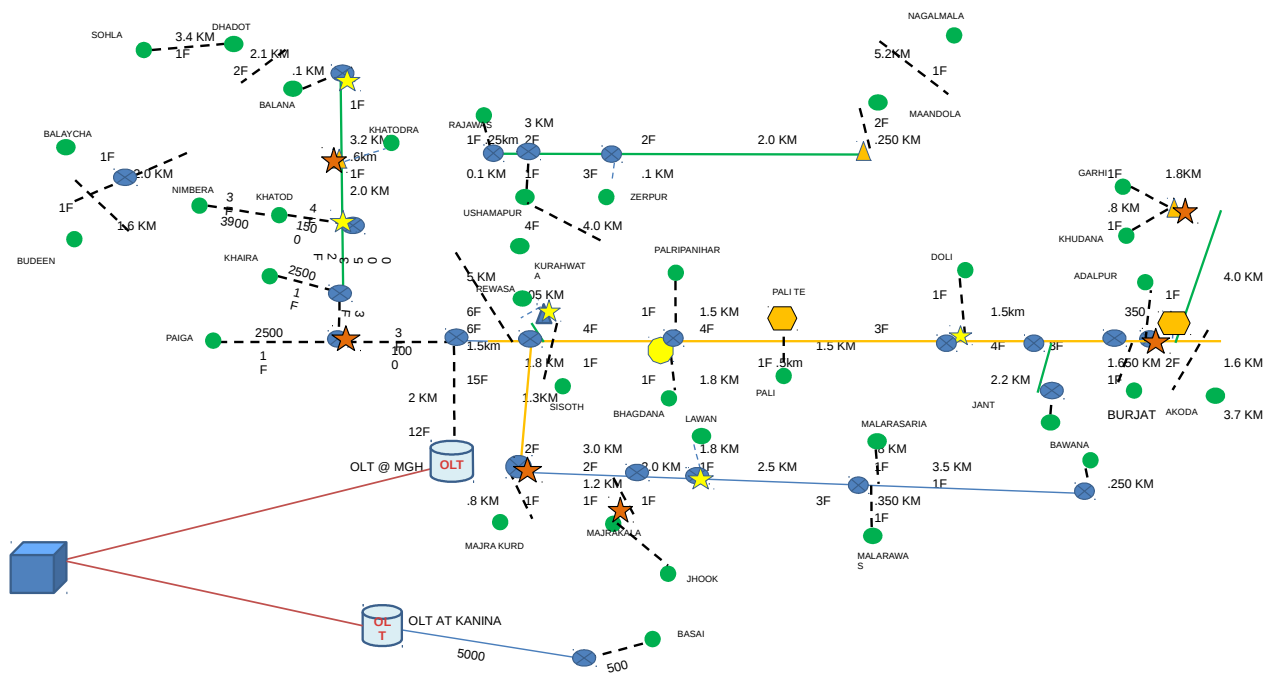 NAGALMALA
DHADOT
SOHLA
3.4 KM
1F
2.1 KM
5.2KM
2F
.1 KM
1F
BALANA
1F
MAANDOLA
RAJAWAS
3 KM
2F
KHATODRA
BALAYCHA
3.2 KM
1F
.25km
2F
2F
2.0 KM
.250 KM
1F
.6km
2.0 KM
1F
0.1 KM
1F
3F
.1 KM
GARHI
1F
1.8KM
NIMBERA
3
F
KHATOD
2.0 KM
ZERPUR
1F
4
F
USHAMAPUR
.8 KM
3900
150
0
1.6 KM
4F
4.0 KM
1F
KHUDANA
BUDEEN
KHAIRA
3500
2F
PALRIPANIHAR
DOLI
KURAHWAT
A
2500
5 KM
ADALPUR
4.0 KM
REWASA
.05 KM
PALI TE
1F
1F
1F
3
F
6F
1F
1.5 KM
1.5km
350
PAIGA
2500
3
100
0
6F
4F
4F
3F
1.5km
1.5 KM
4F
3F
1
F
1.8 KM
1F
1F
.5km
1.650 KM
2F
1.6 KM
15F
1F
1.8 KM
2.2 KM
1F
2 KM
1.3KM
SISOTH
BHAGDANA
PALI
JANT
BURJAT
AKODA
3.7 KM
LAWAN
MALARASARIA
12F
2F
3.0 KM
1.8 KM
.8 KM
BAWANA
OLT @ MGH
OLT
2F
2.0 KM
1F
2.5 KM
1F
3.5 KM
1.2 KM
1F
.250 KM
.8 KM
1F
1F
1F
3F
.350 KM
1F
MAJRA KURD
MAJRAKALA
MALARAWA
S
JHOOK
OL
T
OLT AT KANINA
BASAI
5000
500